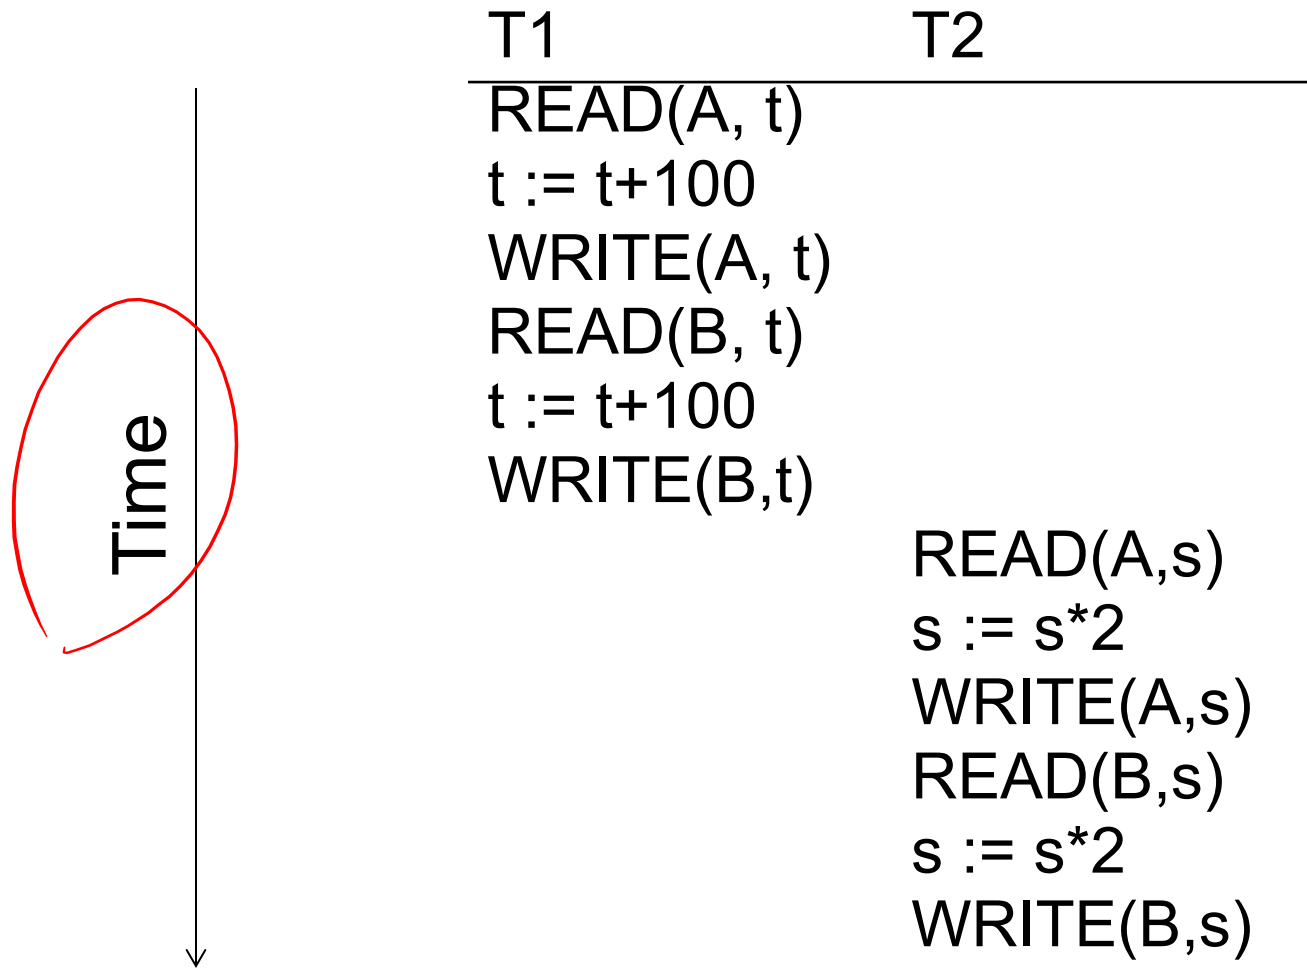 T1 T2
READ(A, t)
t := t+100
WRITE(A, t)
READ(B, t)
t := t+100
WRITE(B,t)
Time
READ(A,s)
s := s*2
WRITE(A,s)
READ(B,s)
s := s*2
WRITE(B,s)